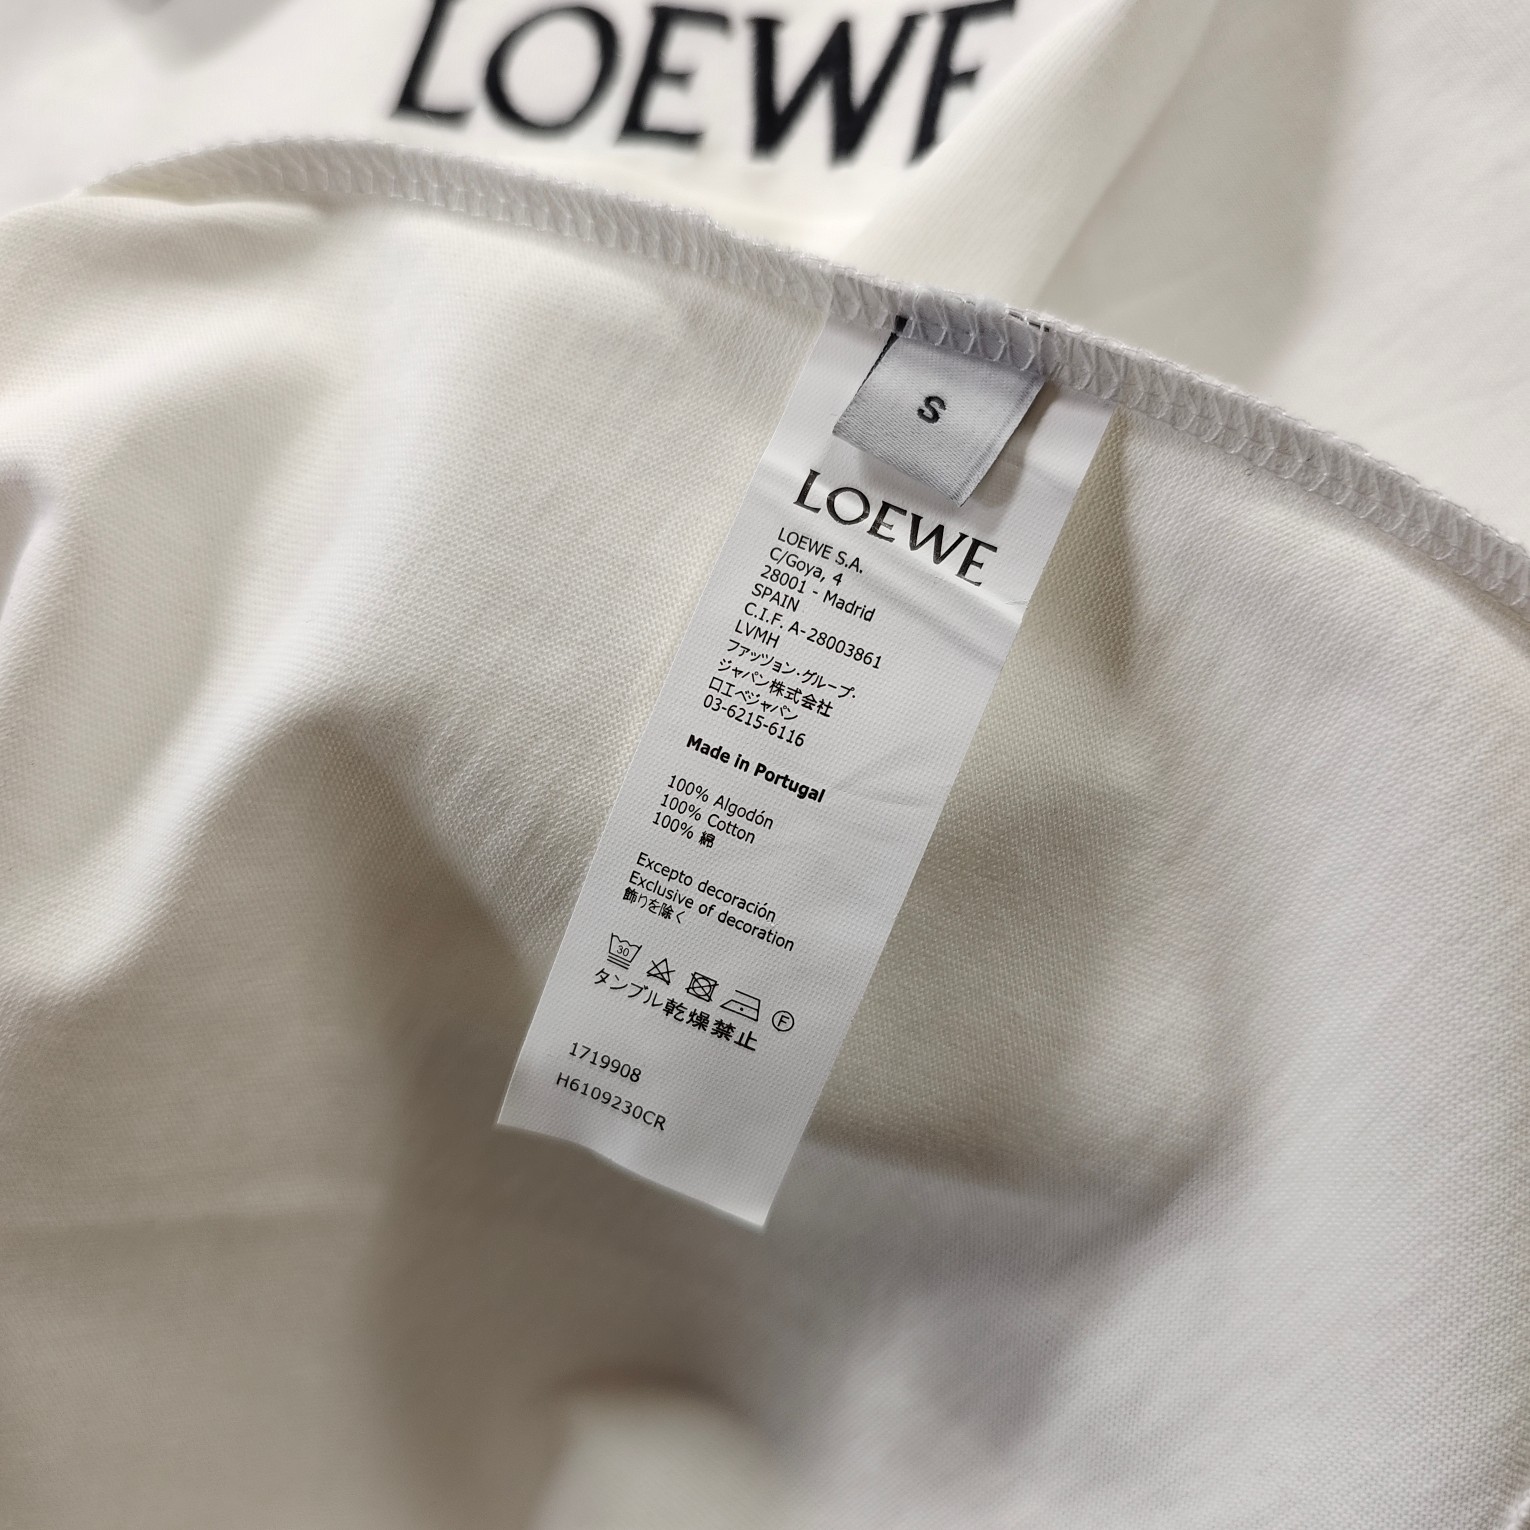 LOEWE
S
LOEWE
LOEWE S.A.
C/Goya, 4
28001 - Madrid
SPAIN
C.I.F. A-28003861
LVMH
ファッツョン·グループ·
ジャパン株式会社
ロエベジャパン
03-6215-6116
Made in Portugal
100% Algodón
100% Cotton
100% 綿
Excepto decoración
Exclusive of decoration
飾りを除く
30
F
タンブル乾燥禁止
1719908
H6109230CR